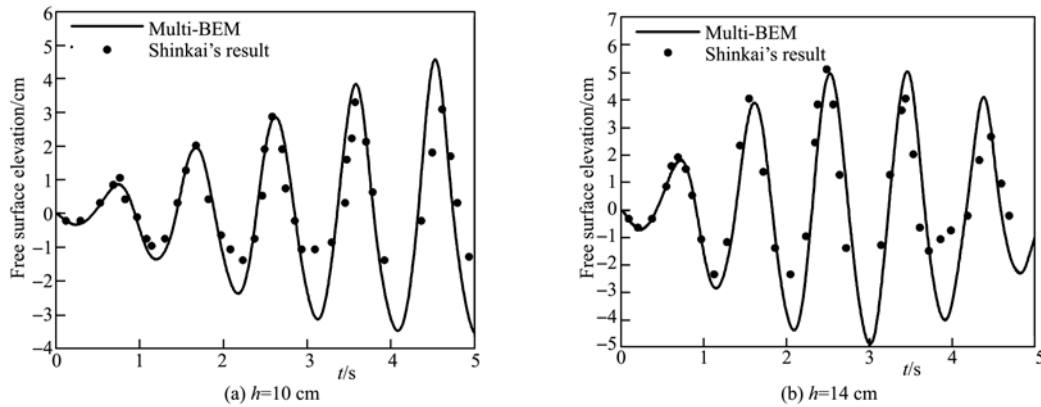 6
5
4
3
2
1
0
−1
−2
−3
−4
Free surface elevation/cm
Multi-BEM
Shinkai's result
0 1 2 3 4 5
t/s
(a) h=10 cm
7
6
5
4
3
2
1
0
−1
−2
−3
−4
−5
Free surface elevation/cm
Multi-BEM
Shinkai's result
0 1 2 3 4 5
t/s
(b) h=14 cm